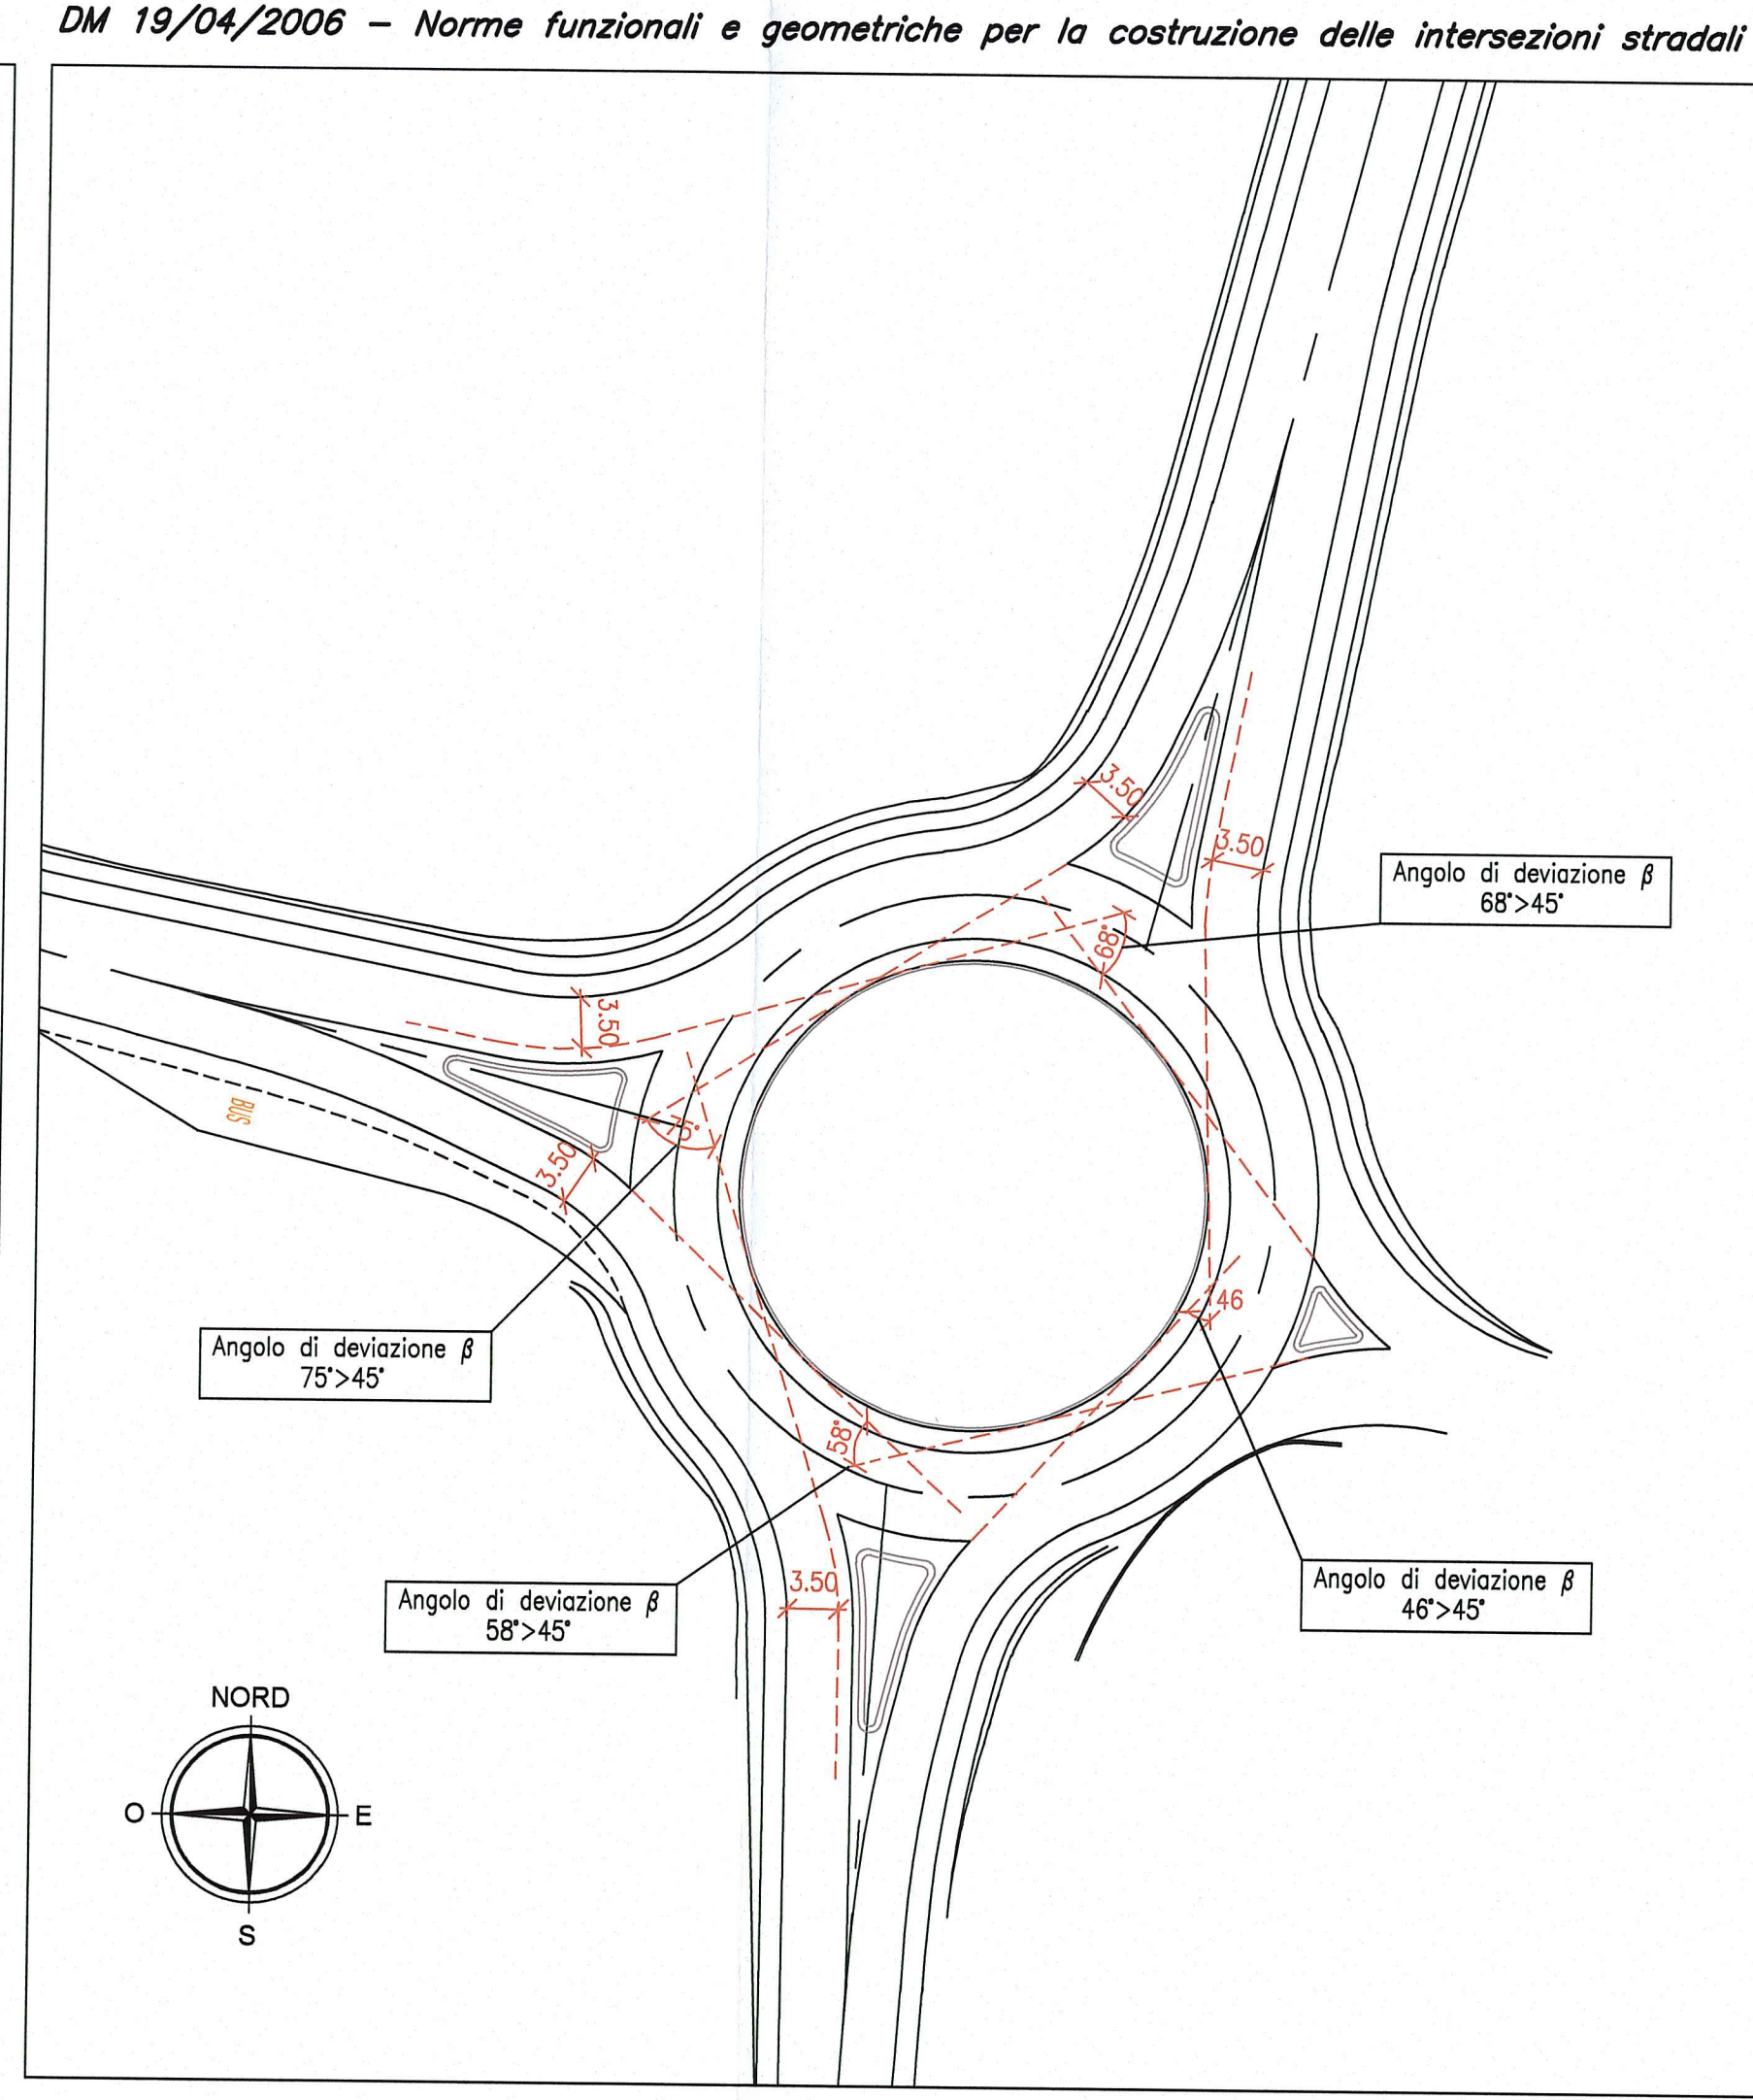 DM 19/04/2006 – Norme funzionali e geometriche per la costruzione delle intersezioni stradali
3.50
3.50
Angolo di deviazione β
68°>45°
68°
3.50
BUS
75°
3.50
46
Angolo di deviazione β
75°>45°
58°
3.50
Angolo di deviazione β
58°>45°
Angolo di deviazione β
46°>45°
NORD
O
E
S